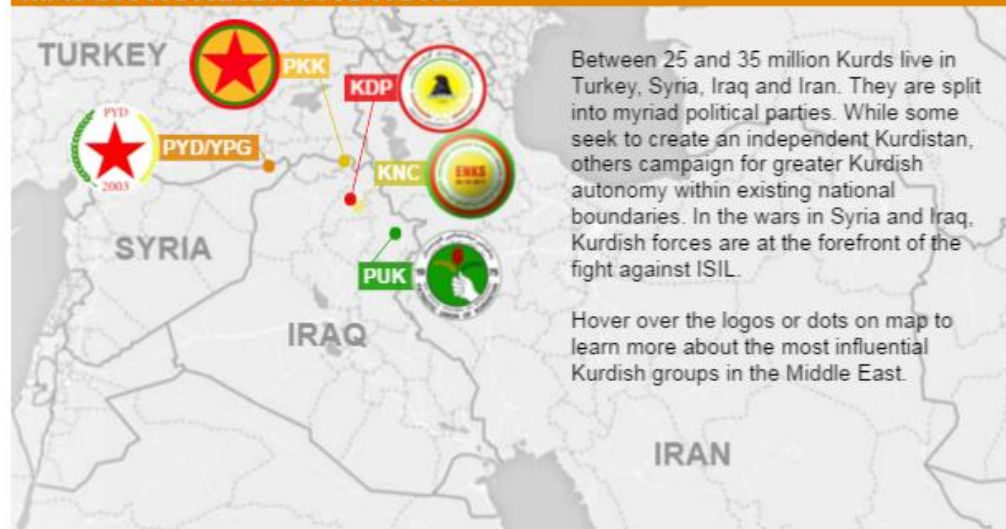 TURKEY
PKK
KDP
PYD
PYD/YPG
2003
KNC
ENKS
SYRIA
PUK
IRAQ
IRAN
Between 25 and 35 million Kurds live in
Turkey, Syria, Iraq and Iran. They are split
into myriad political parties. While some
seek to create an independent Kurdistan,
others campaign for greater Kurdish
autonomy within existing national
boundaries. In the wars in Syria and Iraq,
Kurdish forces are at the forefront of the
fight against ISIL.
Hover over the logos or dots on map to
learn more about the most influential
Kurdish groups in the Middle East.